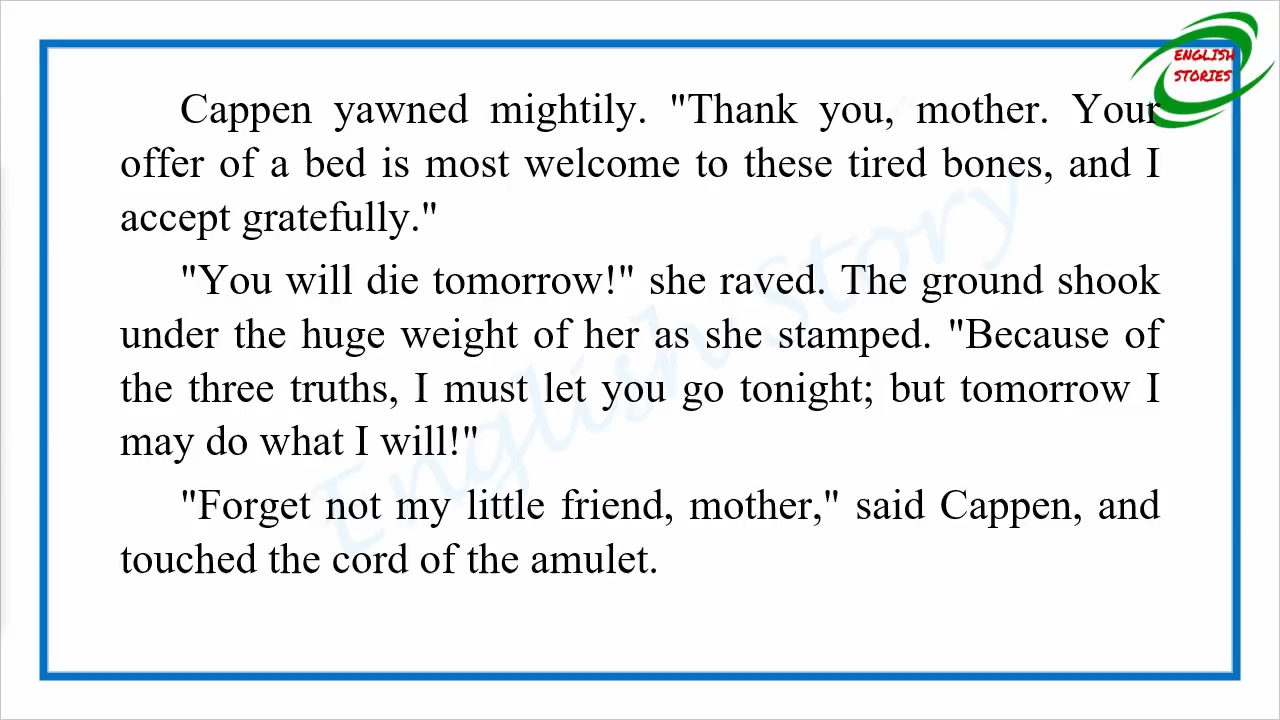 ENGLISH
STORIES
Cappen yawned mightily. "Thank you, mother. Your
offer of a bed is most welcome to these tired bones, and I
accept gratefully."
"You will die tomorrow!" she raved. The ground shook
under the huge weight of her as she stamped. "Because of
the three truths, I must let you go tonight; but tomorrow I
may do what I will!"
"Forget not my little friend, mother," said Cappen, and
touched the cord of the amulet.
English Story